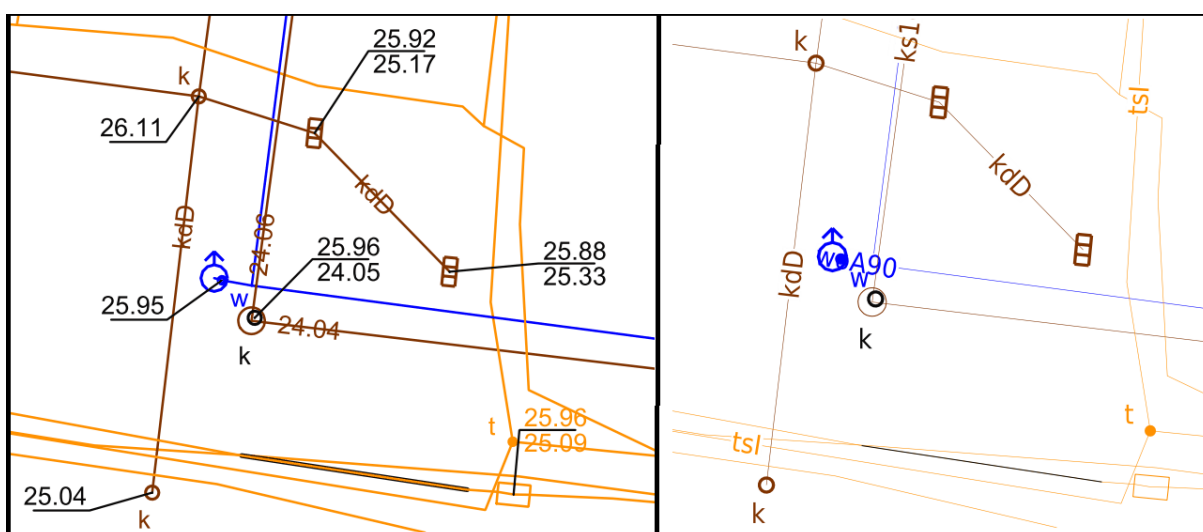 25.92
25.17
k
26.11
kdD
kdD
24.06
25.96
24.05
25.88
25.33
25.95
w
24.04
k
t
25.96
25.09
25.04
k
k
ks1
tsl
kdD
kdD
w
A90
w
k
t
tsl
k